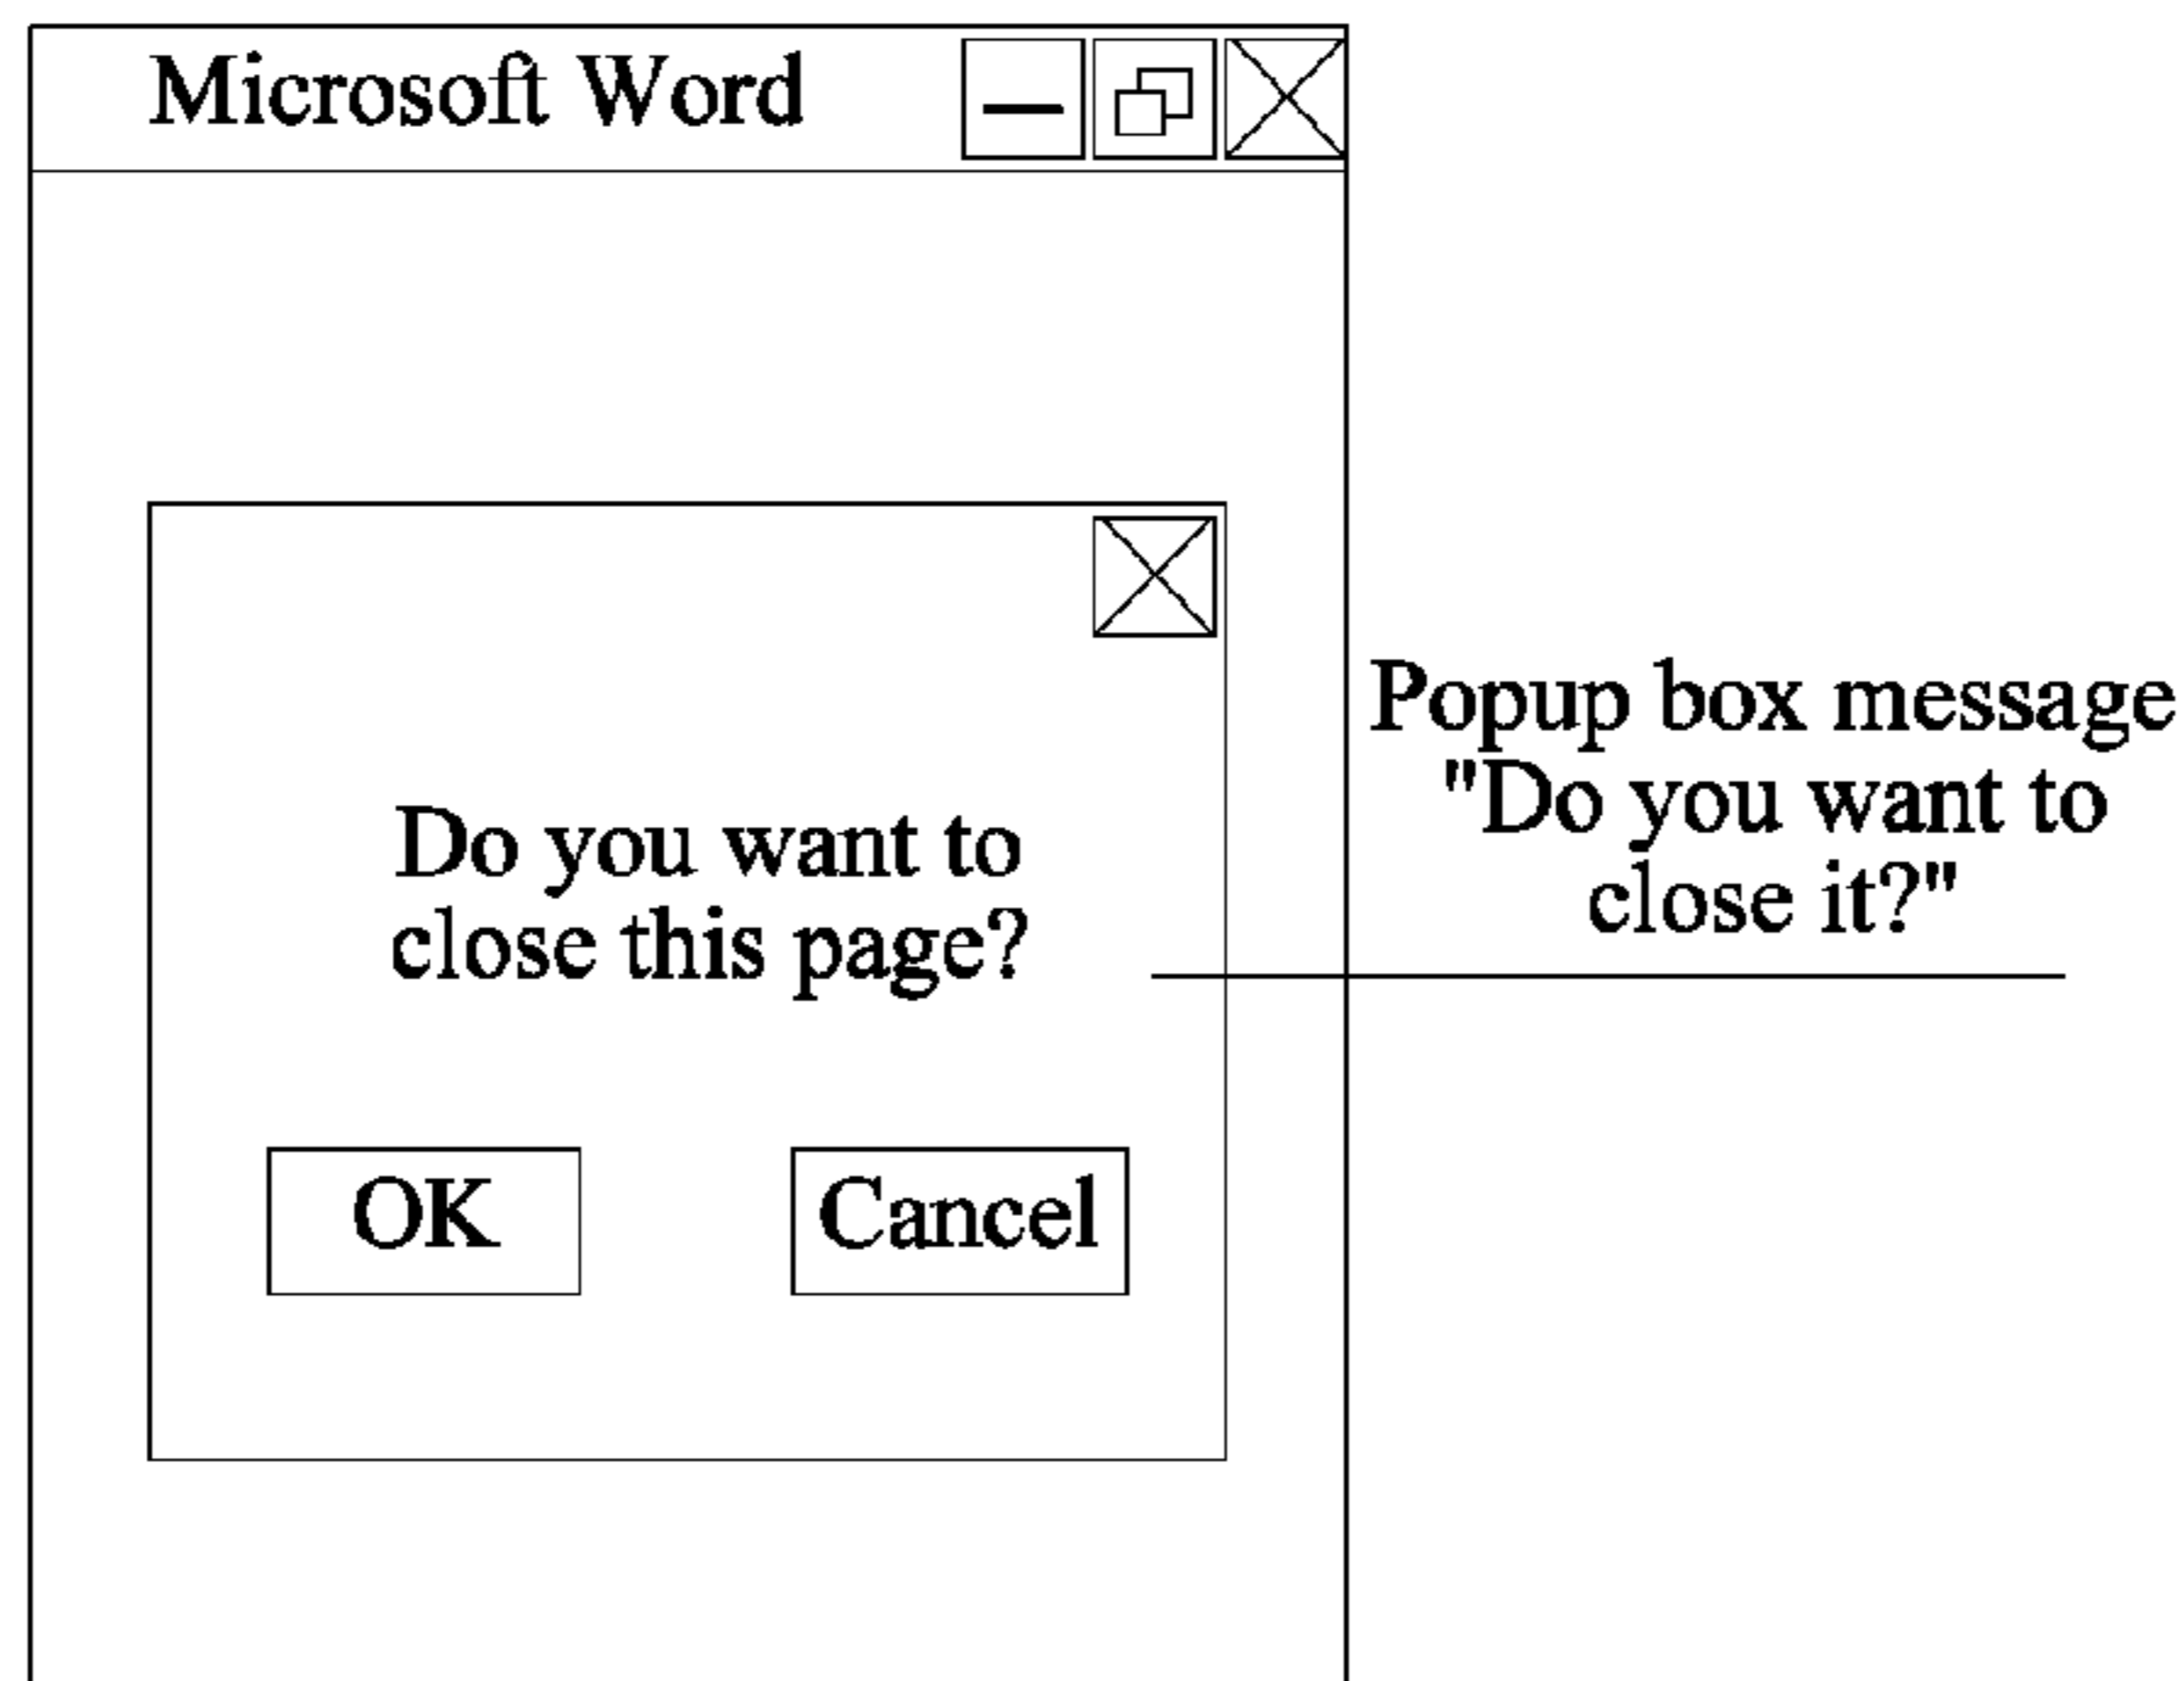 Microsoft Word
Do you want to
close this page?
OK
Cancel
Popup box message
"Do you want to
close it?"